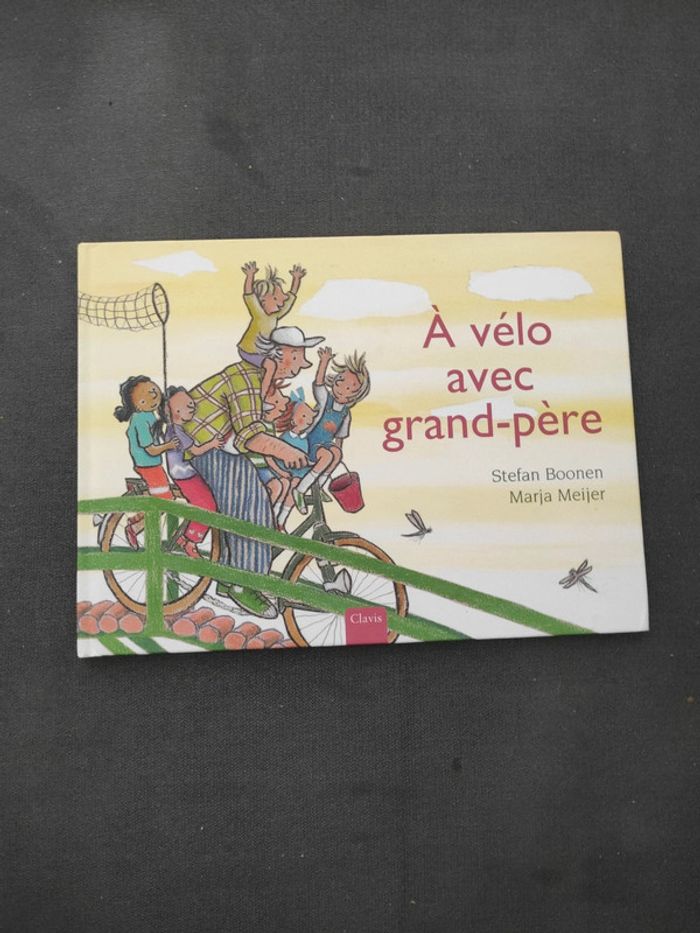 À vélo
avec
grand-père
Stefan Boonen
Marja Meijer
Clavis